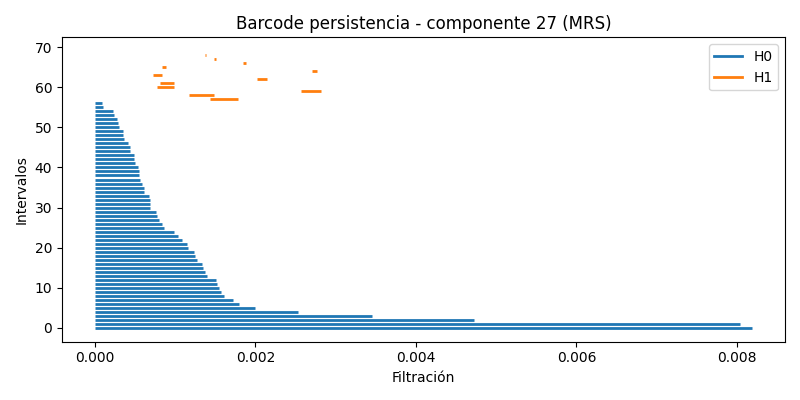 Barcode persistencia - componente 27 (MRS)
H0
H1
Intervalos
70
60
50
40
30
20
10
0
0.000 0.002 0.004 0.006 0.008
Filtración